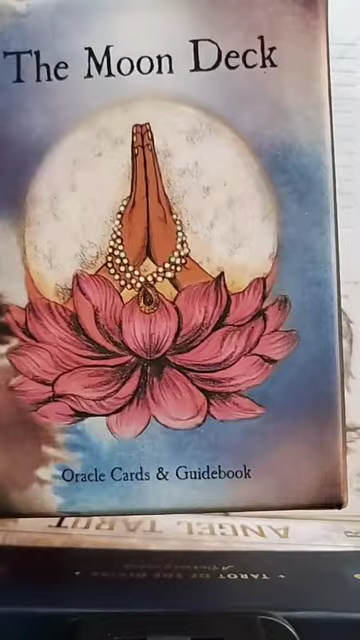 The Moon Deck
Oracle Cards & Guidebook
ANGEL TAROT
TAROT OF THE DIVINE